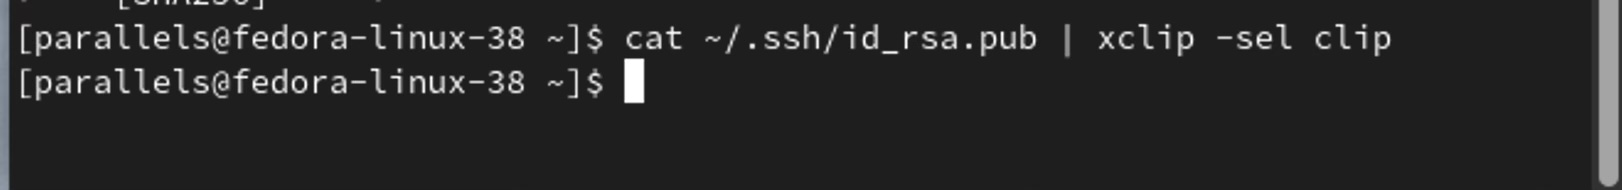 [parallels@fedora-linux-38 ~]$ cat ~/.ssh/id_rsa.pub | xclip -sel clip
[parallels@fedora-linux-38 ~]$